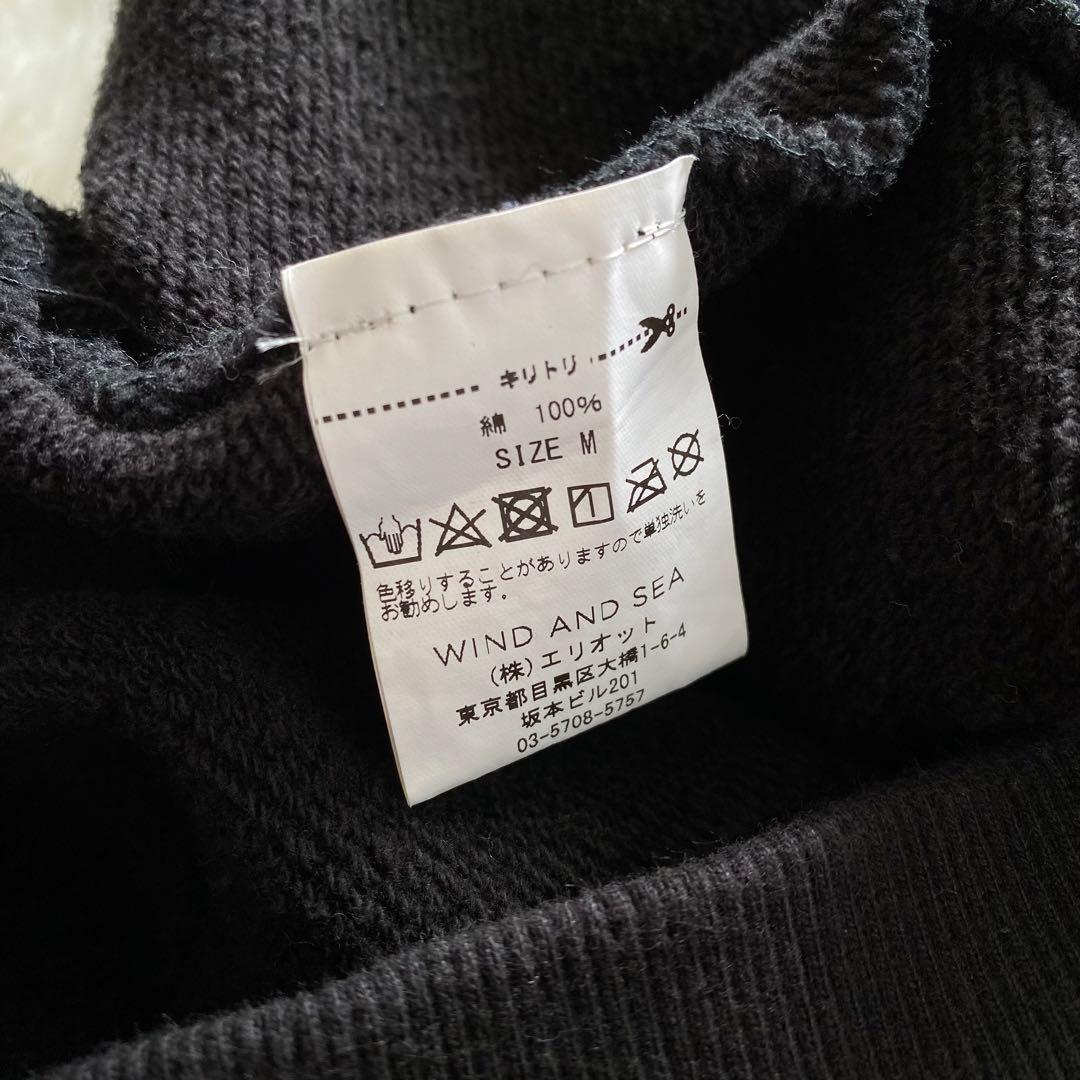 キリトリ
綿 100%
SIZE M
色移りすることがありますので単独洗いを
お勧めします。
WIND AND SEA
(株)エリオット
東京都目黒区大橋1-6-4
坂本ビル201
03-5708-5757